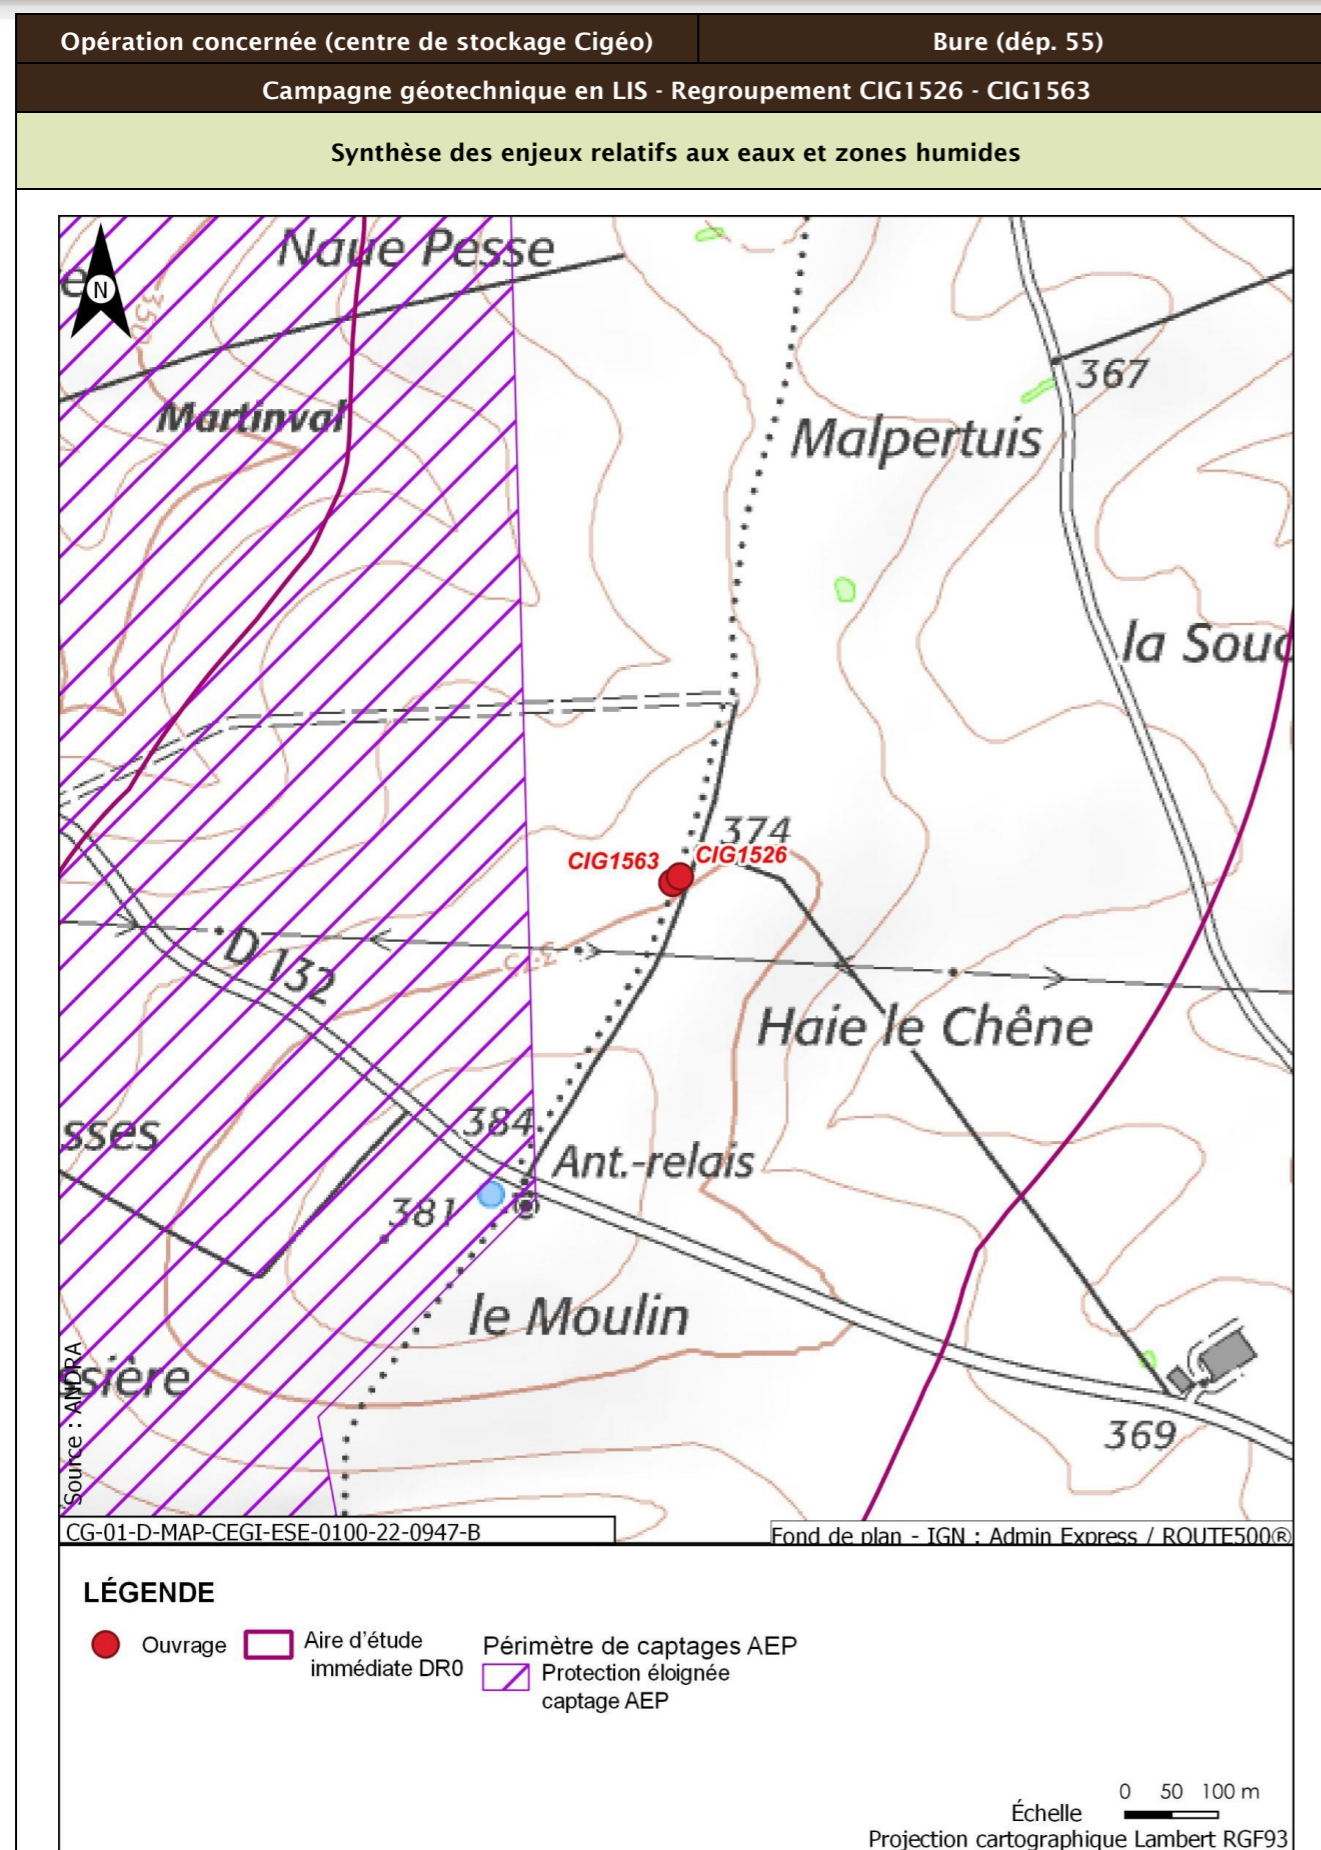 Opération concernée (centre de stockage Cigéo)
Bure (dép. 55)
Campagne géotechnique en LIS - Regroupement CIG1526 - CIG1563
Synthèse des enjeux relatifs aux eaux et zones humides
N
Naue Pesse
350
Martinval
367
Malpertuis
la Souc
374
CIG1563
CIG1526
D 132
375
Haie le Chêne
sses
384
Ant.-relais
381
le Moulin
ssière
369
Source : ANDRA
CG-01-D-MAP-CEGI-ESE-0100-22-0947-B
Fond de plan - IGN : Admin Express / ROUTE500®
LÉGENDE
Ouvrage
Aire d'étude
immédiate DR0
Périmètre de captages AEP
Protection éloignée
captage AEP
0 50 100 m
Échelle
Projection cartographique Lambert RGF93